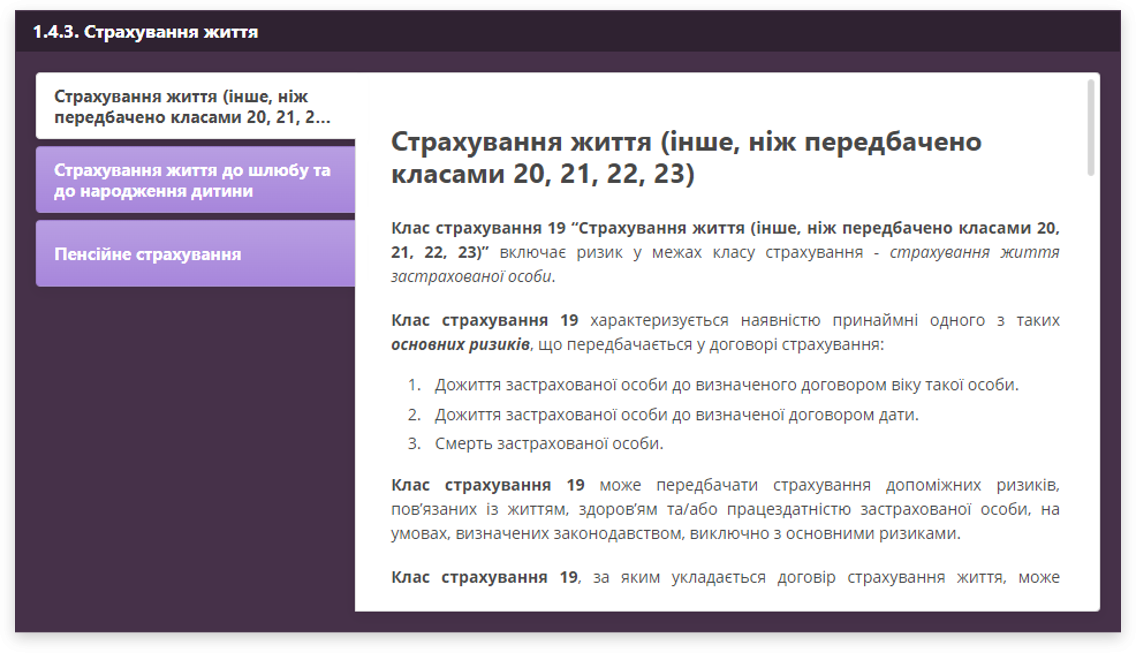 1.4.3. Страхування життя
Страхування життя (інше, ніж
передбачено класами 20, 21, 2...
Страхування життя до шлюбу та
до народження дитини
Пенсійне страхування
Страхування життя (інше, ніж передбачено
класами 20, 21, 22, 23)
Клас страхування 19 “Страхування життя (інше, ніж передбачено класами 20,
21, 22, 23)” включає ризик у межах класу страхування - страхування життя
застрахованої особи.
Клас страхування 19 характеризується наявністю принаймні одного з таких
основних ризиків, що передбачається у договорі страхування:
1. Дожиття застрахованої особи до визначеного договором віку такої особи.
2. Дожиття застрахованої особи до визначеної договором дати.
3. Смерть застрахованої особи.
Клас страхування 19 може передбачати страхування допоміжних ризиків,
пов’язаних із життям, здоров’ям та/або працездатністю застрахованої особи, на
умовах, визначених законодавством, виключно з основними ризиками.
Клас страхування 19, за яким укладається договір страхування життя, може